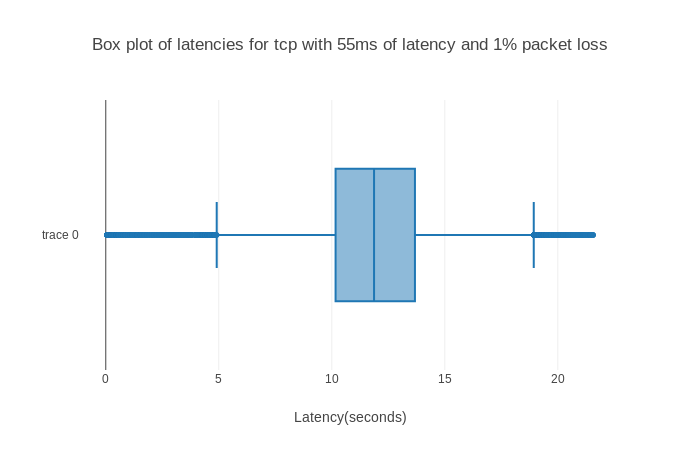 Box plot of latencies for tcp with 55ms of latency and 1% packet loss
trace 0
0 5 10 15 20
Latency(seconds)